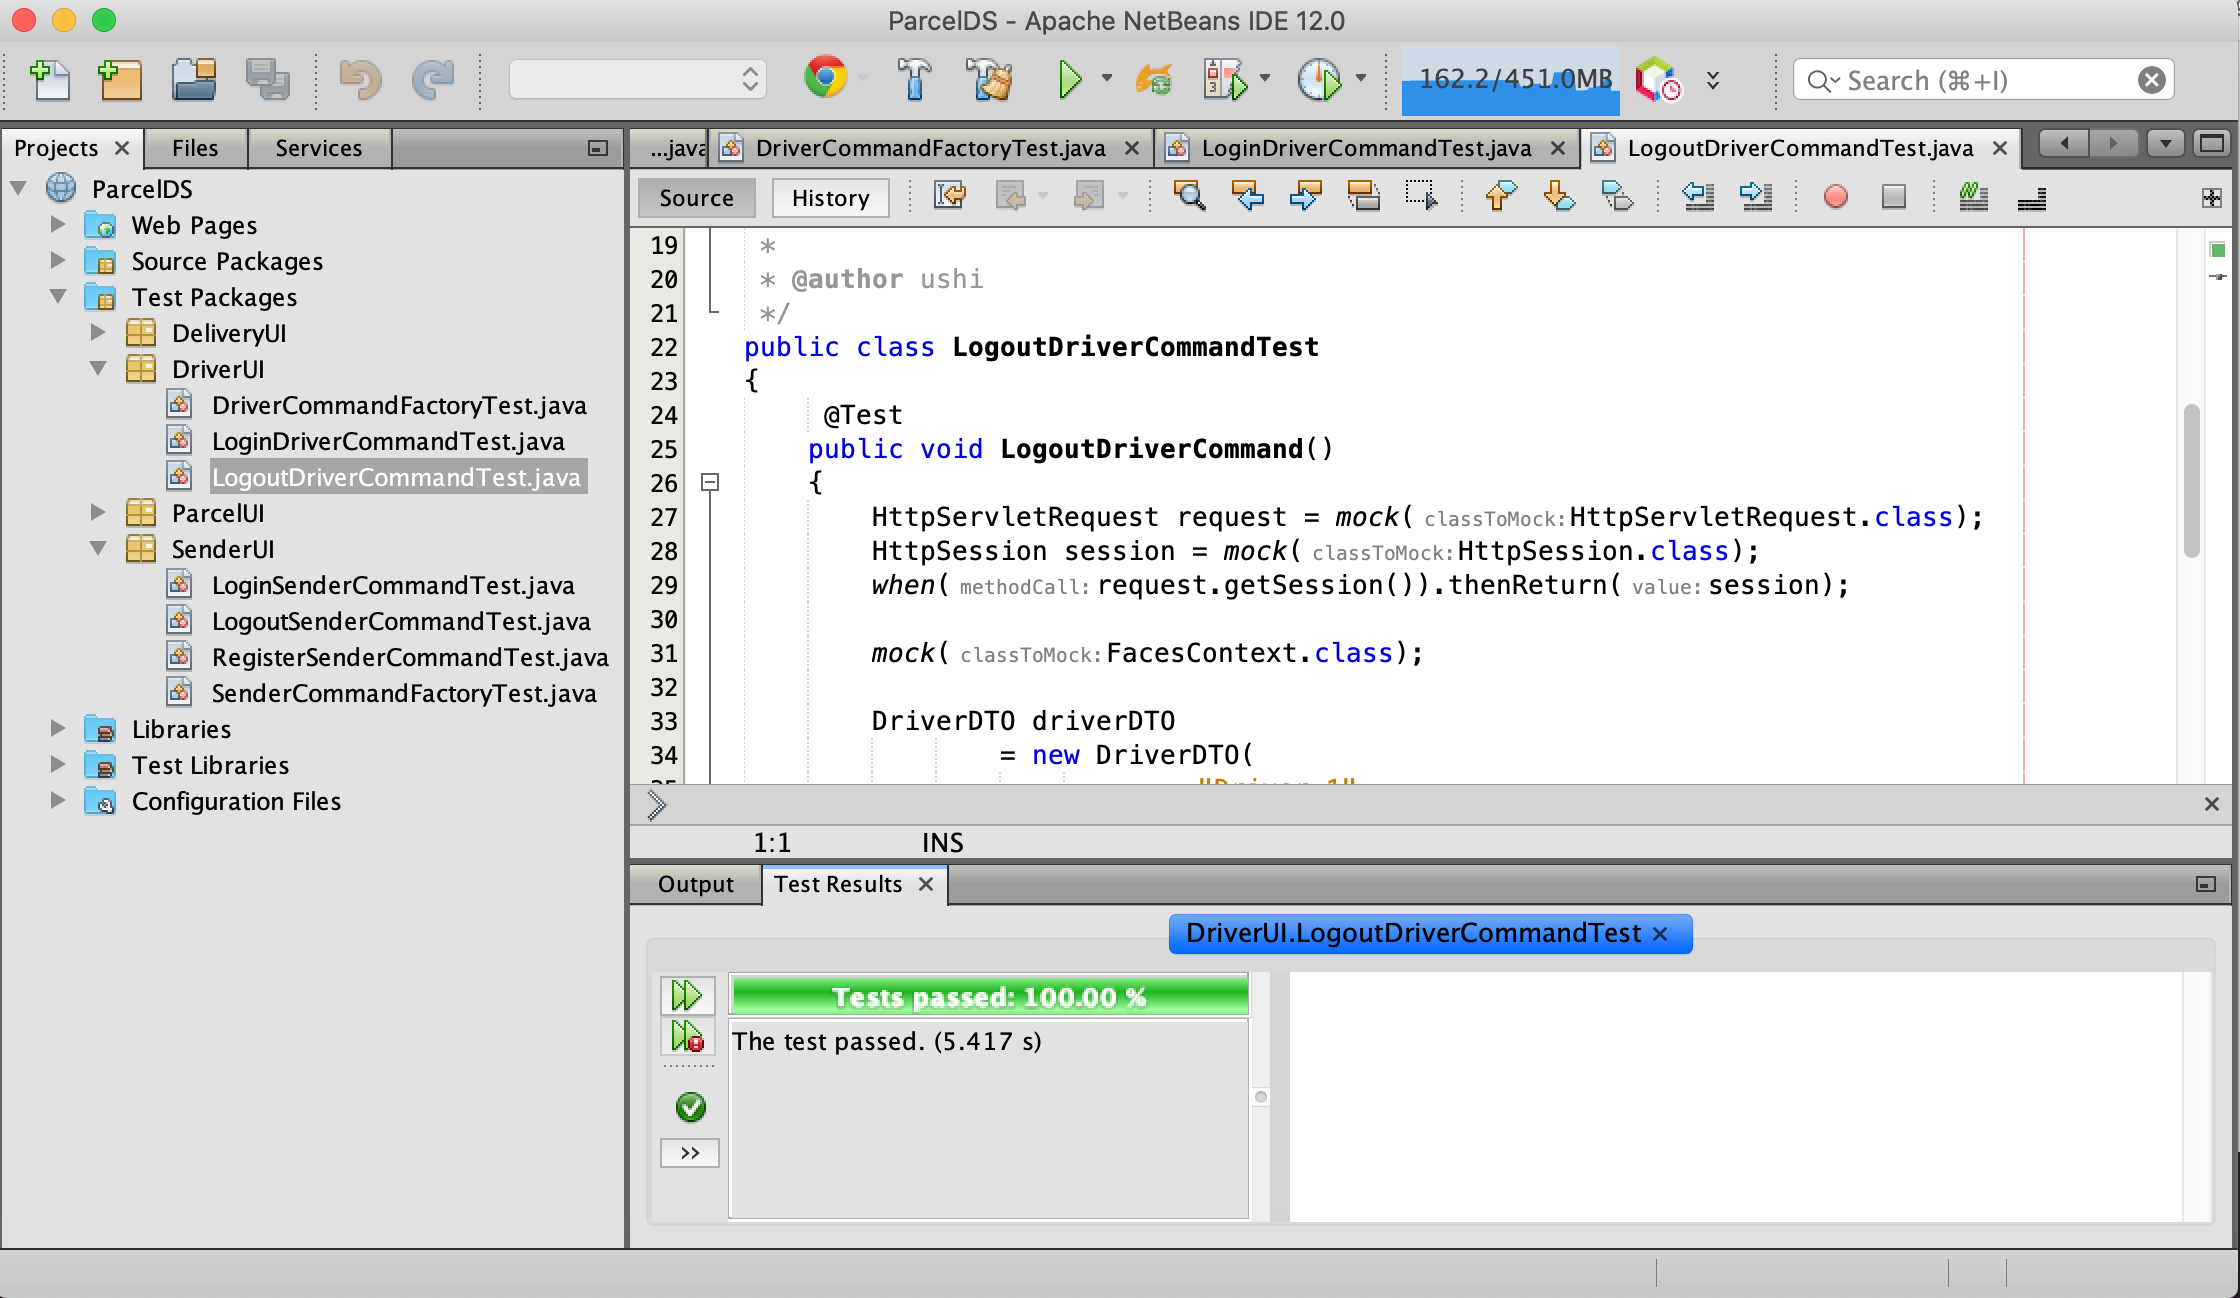 ParcelDS - Apache NetBeans IDE 12.0
162.2/451.0MB
Search (⌘+I)
Projects
Files
Services
ParcelDS
Web Pages
Source Packages
Test Packages
DeliveryUI
DriverUI
DriverCommandFactoryTest.java
LoginDriverCommandTest.java
LogoutDriverCommandTest.java
ParcelUI
SenderUI
LoginSenderCommandTest.java
LogoutSenderCommandTest.java
RegisterSenderCommandTest.java
SenderCommandFactoryTest.java
Libraries
Test Libraries
Configuration Files
...java
DriverCommandFactoryTest.java
LoginDriverCommandTest.java
LogoutDriverCommandTest.java
Source
History
19 *
20 * @author ushi
21 */
22 public class LogoutDriverCommandTest
23 {
24 @Test
25 public void LogoutDriverCommand()
26 {
27 HttpServletRequest request = mock( classToMock: HttpServletRequest.class);
28 HttpSession session = mock( classToMock: HttpSession.class);
29 when( methodCall: request.getSession()).thenReturn( value: session);
30
31 mock( classToMock: FacesContext.class);
32
33 DriverDTO driverDTO
34 = new DriverDTO(
35 "Driver 1"
1:1 INS
Output
Test Results
DriverUI.LogoutDriverCommandTest
Tests passed: 100.00 %
The test passed. (5.417 s)
>>